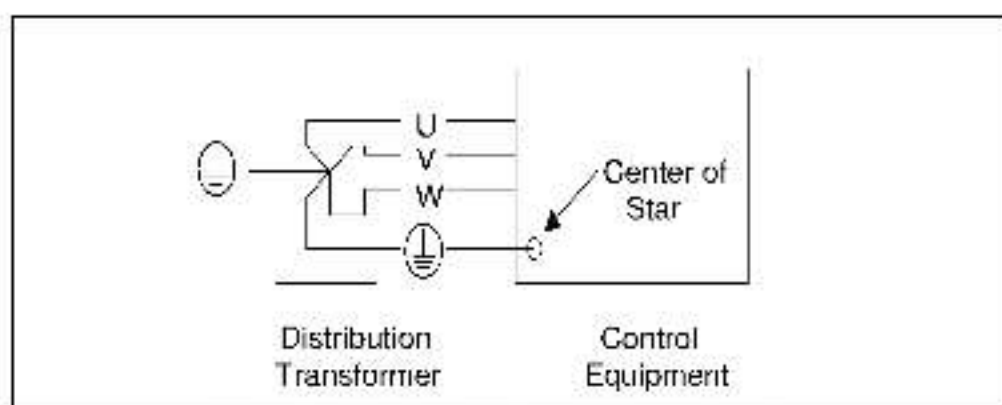 U
V
W
Center of
Star
Distribution
Transformer
Control
Equipment